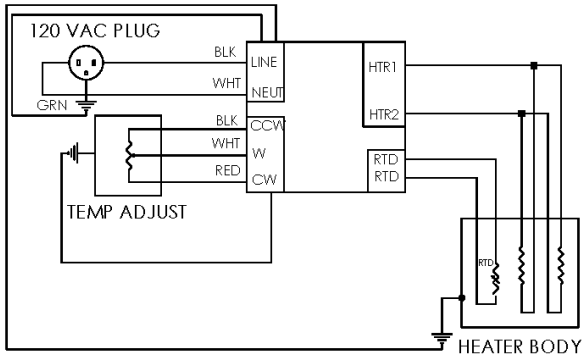 120 VAC PLUG
BLK
LINE
HTR1
WHT
NEUT
GRN
HTR2
BLK
CCW
WHT
W
RTD
RED
CW
RTD
TEMP ADJUST
RTD
HEATER BODY